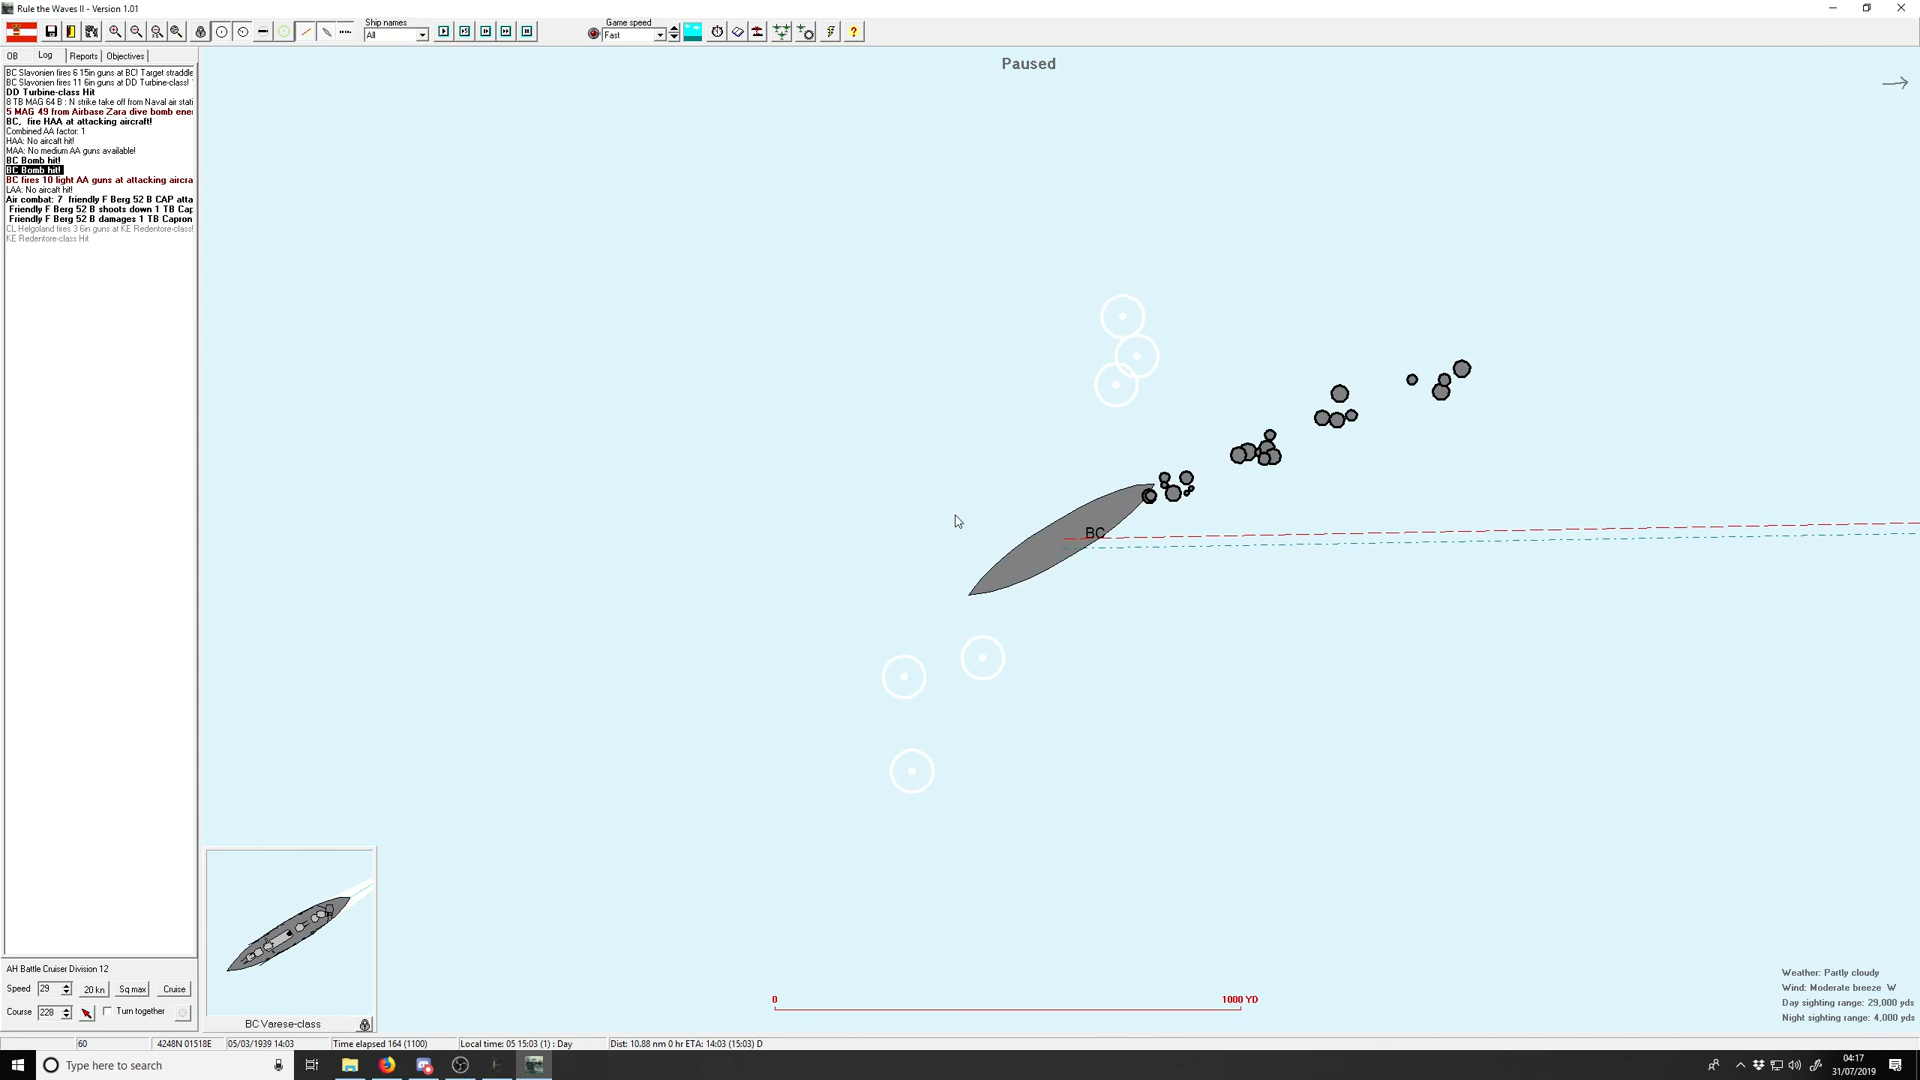 Rule the Waves II - Version 1.01
Ship names
All
Game speed
Fast
OB
Log
Reports
Objectives
Paused
BC Slavonien fires 6 15in guns at BC! Target straddle
BC Slavonien fires 11 6in guns at DD Turbine-class!
DD Turbine-class Hit
8 TB MAG 64 B : N strike take off from Naval air stati
5 MAG 49 from Airbase Zara dive bomb ene
BC, fire HAA at attacking aircraft!
Combined AA factor: 1
HAA: No aircaft hit!
MAA: No medium AA guns available!
BC Bomb hit!
BC Bomb hit!
BC fires 10 light AA guns at attacking aircra
LAA: No aircaft hit!
Air combat: 7 friendly F Berg 52 B CAP atta
Friendly F Berg 52 B shoots down 1 TB Cap
Friendly F Berg 52 B damages 1 TB Capron
CL Helgoland fires 3 6in guns at KE Redentore-class!
KE Redentore-class Hit
BC
AH Battle Cruiser Division 12
Speed 29 20 kn Sq max Cruise
Course 228 Turn together
BC Varese-class
0 1000 YD
Weather: Partly cloudy
Wind: Moderate breeze W
Day sighting range: 29,000 yds
Night sighting range: 4,000 yds
60 4248N 01518E 05/03/1939 14:03 Time elapsed 164 (1100) Local time: 05 15:03 (1) : Day Dist: 10.88 nm 0 hr ETA: 14:03 (15:03) D
Type here to search
04:17
31/07/2019